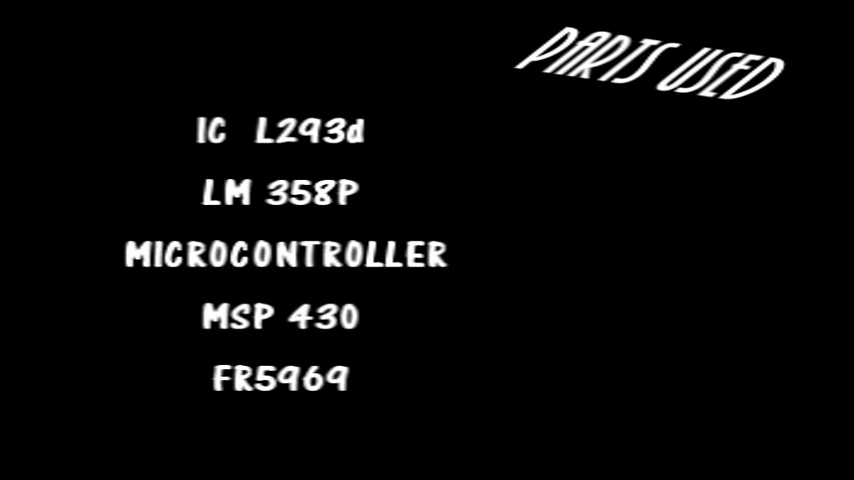 PARTS USED
IC L293d
LM 358P
MICROCONTROLLER
MSP 430
FR5969